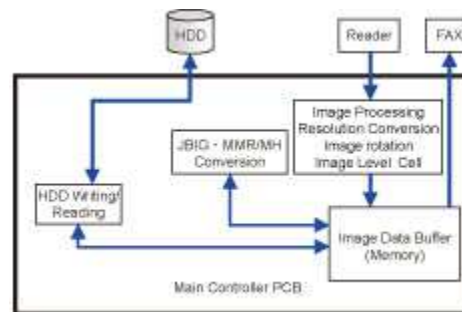 HDD
Reader
FAX
Image Processing
Resolution Conversion
Image rotation
Image Level Cell
JBIG - MMR/MH
Conversion
HDD Writing/
Reading
Image Data Buffer
(Memory)
Main Controller PCB